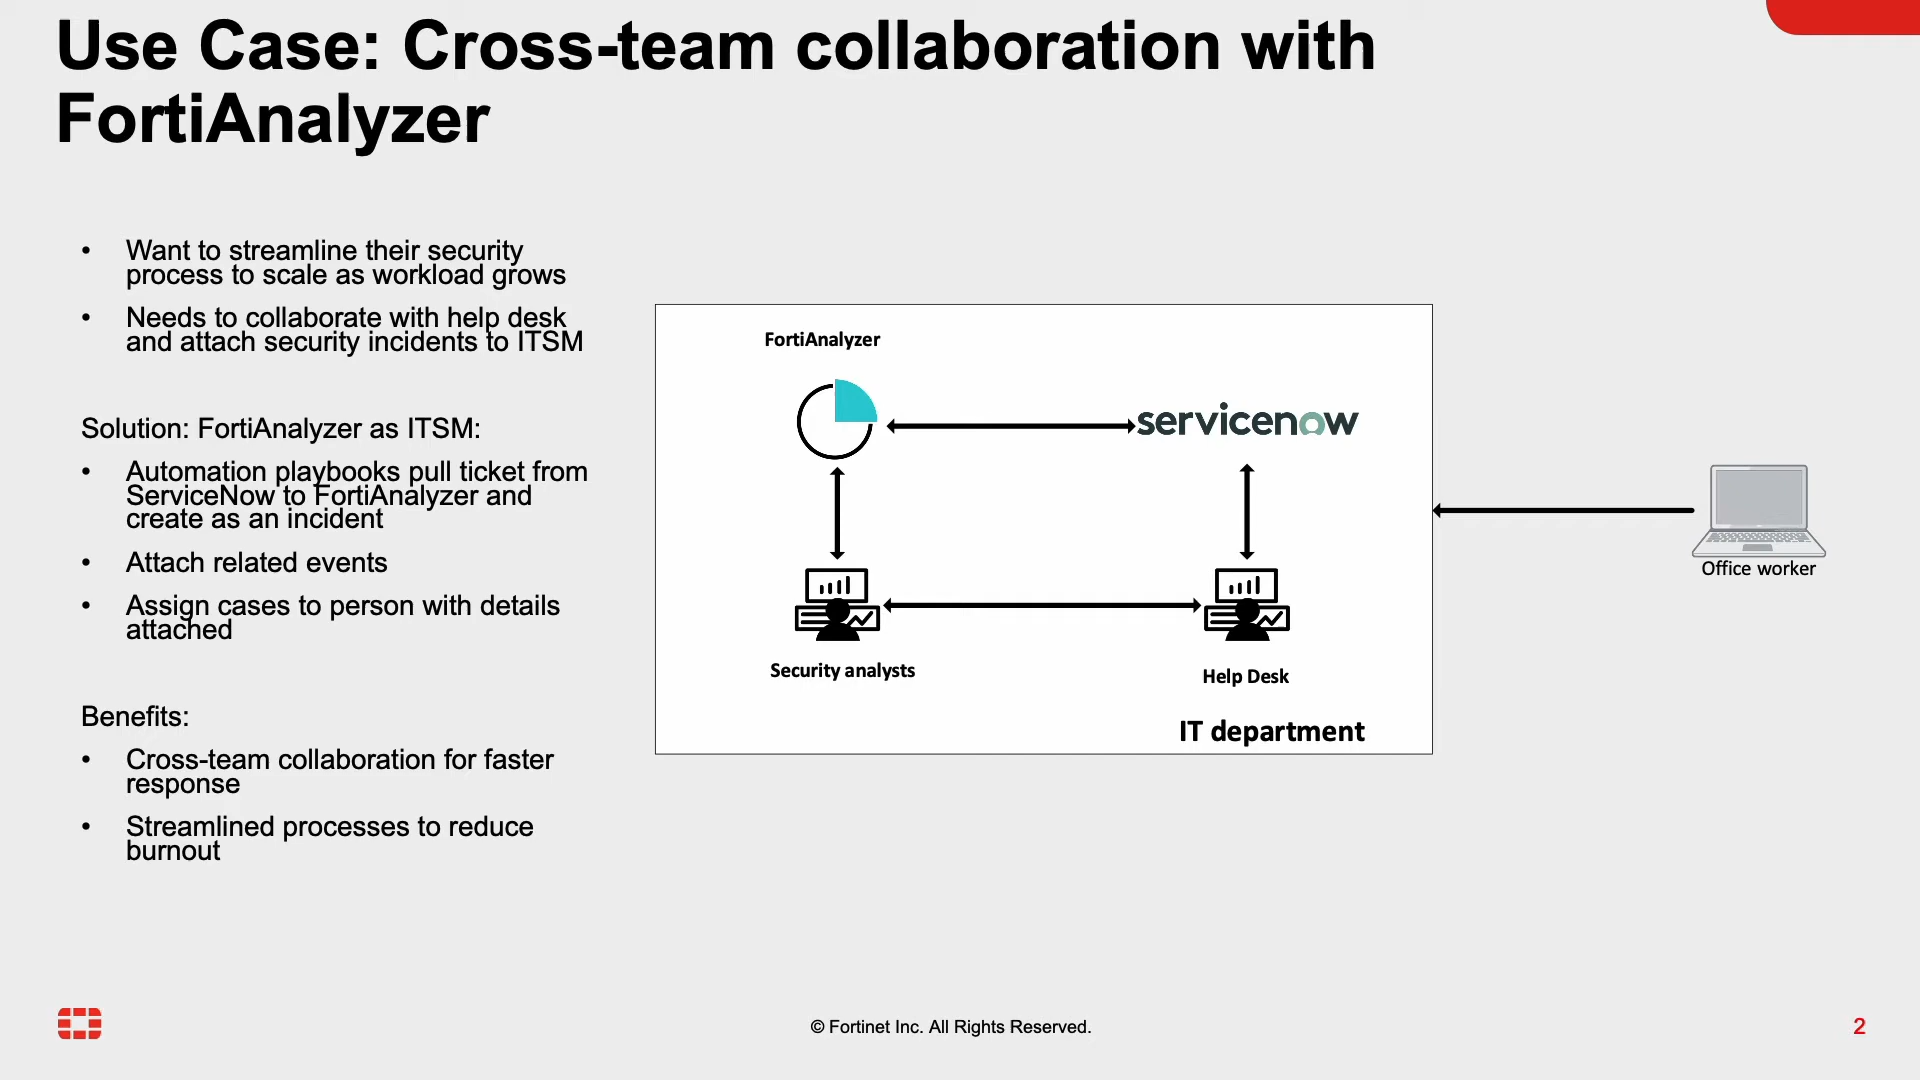 Use Case: Cross-team collaboration with
FortiAnalyzer
• Want to streamline their security
process to scale as workload grows
• Needs to collaborate with help desk
and attach security incidents to ITSM
Solution: FortiAnalyzer as ITSM:
• Automation playbooks pull ticket from
ServiceNow to FortiAnalyzer and
create as an incident
• Attach related events
• Assign cases to person with details
attached
Benefits:
• Cross-team collaboration for faster
response
• Streamlined processes to reduce
burnout
FortiAnalyzer
servicenow
Security analysts
Help Desk
IT department
Office worker
© Fortinet Inc. All Rights Reserved.
2